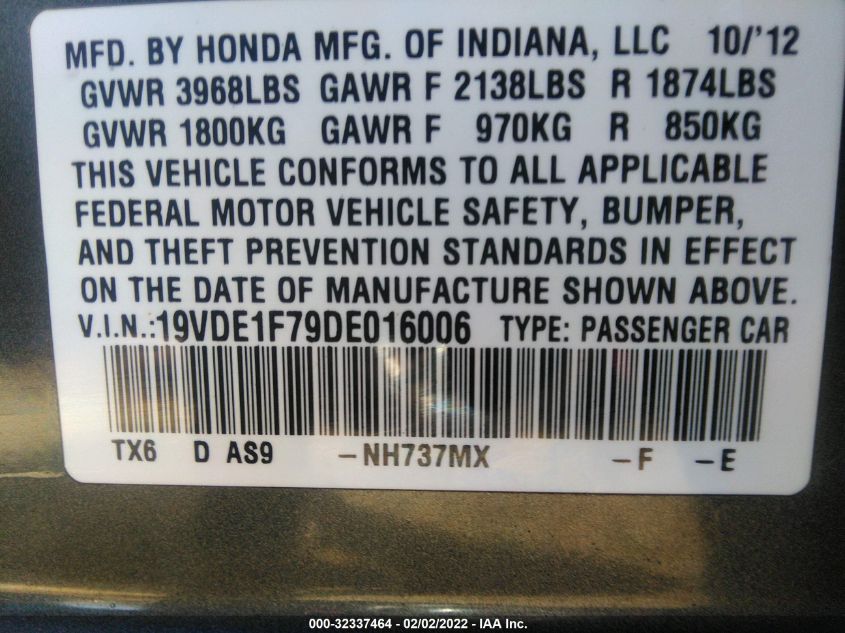 MFD. BY HONDA MFG. OF INDIANA, LLC 10/'12
GVWR 3968LBS GAWR F 2138LBS R 1874LBS
GVWR 1800KG GAWR F 970KG R 850KG
THIS VEHICLE CONFORMS TO ALL APPLICABLE
FEDERAL MOTOR VEHICLE SAFETY, BUMPER,
AND THEFT PREVENTION STANDARDS IN EFFECT
ON THE DATE OF MANUFACTURE SHOWN ABOVE.
V.I.N.:19VDE1F79DE016006 TYPE: PASSENGER CAR
TX6 D AS9 -NH737MX -F -E
000-32337464 - 02/02/2022 - IAA Inc.